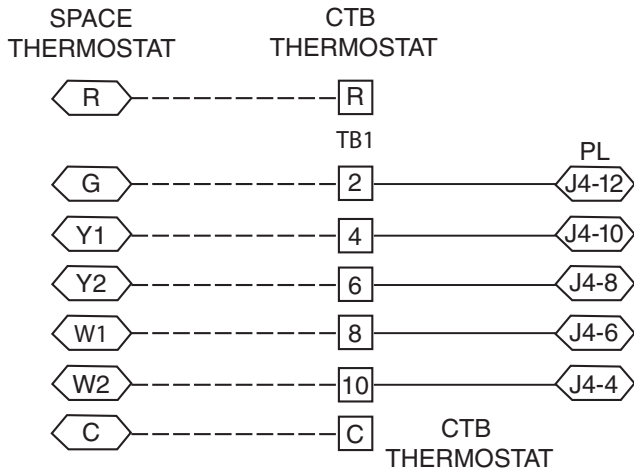 SPACE
THERMOSTAT
CTB
THERMOSTAT
R R
TB1
PL
G 2 J4-12
Y1 4 J4-10
Y2 6 J4-8
W1 8 J4-6
W2 10 J4-4
C C
CTB
THERMOSTAT